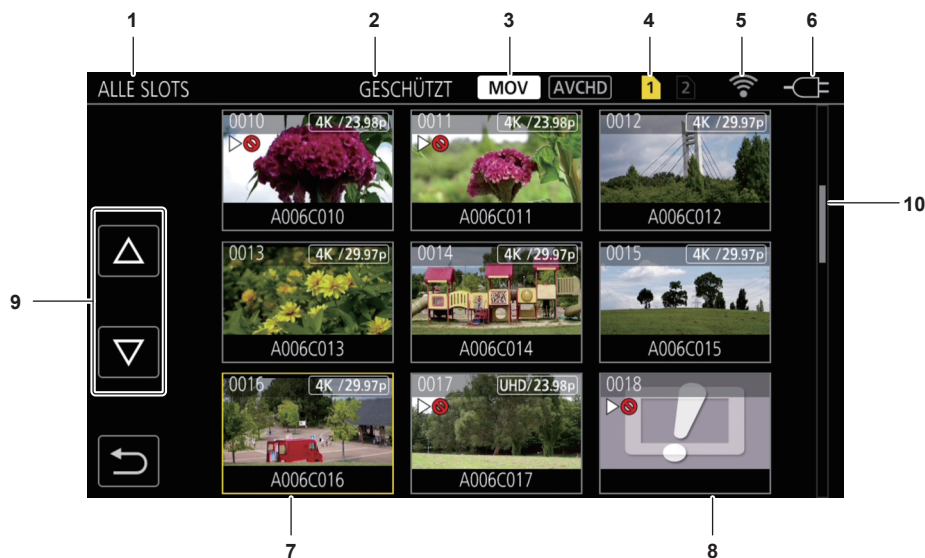 1 2 3 4 5 6
ALLE SLOTS GESCHÜTZT MOV AVCHD 1 2
0010 4K /23.98p 0011 4K /23.98p 0012 4K /29.97p
A006C010 A006C011 A006C012
10
0013 4K /29.97p 0014 4K /29.97p 0015 4K /29.97p
9
A006C013 A006C014 A006C015
0016 4K /29.97p 0017 UHD/23.98p 0018
A006C016 A006C017
7 8